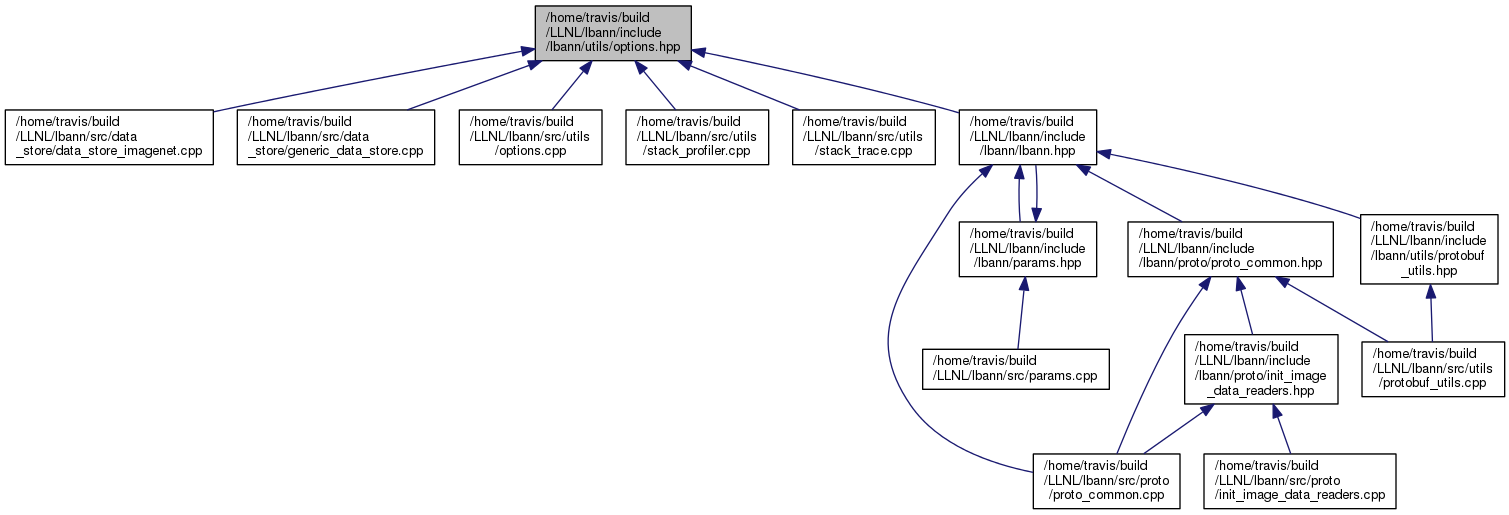 /home/travis/build
/LLNL/lbann/include
/lbann/utils/options.hpp
/home/travis/build
/LLNL/lbann/src/data
_store/data_store_imagenet.cpp
/home/travis/build
/LLNL/lbann/src/data
_store/generic_data_store.cpp
/home/travis/build
/LLNL/lbann/src/utils
/options.cpp
/home/travis/build
/LLNL/lbann/src/utils
/stack_profiler.cpp
/home/travis/build
/LLNL/lbann/src/utils
/stack_trace.cpp
/home/travis/build
/LLNL/lbann/include
/lbann/lbann.hpp
/home/travis/build
/LLNL/lbann/include
/lbann/params.hpp
/home/travis/build
/LLNL/lbann/include
/lbann/proto/proto_common.hpp
/home/travis/build
/LLNL/lbann/include
/lbann/utils/protobuf
_utils.hpp
/home/travis/build
/LLNL/lbann/src/params.cpp
/home/travis/build
/LLNL/lbann/include
/lbann/proto/init_image
_data_readers.hpp
/home/travis/build
/LLNL/lbann/src/utils
/protobuf_utils.cpp
/home/travis/build
/LLNL/lbann/src/proto
/proto_common.cpp
/home/travis/build
/LLNL/lbann/src/proto
/init_image_data_readers.cpp